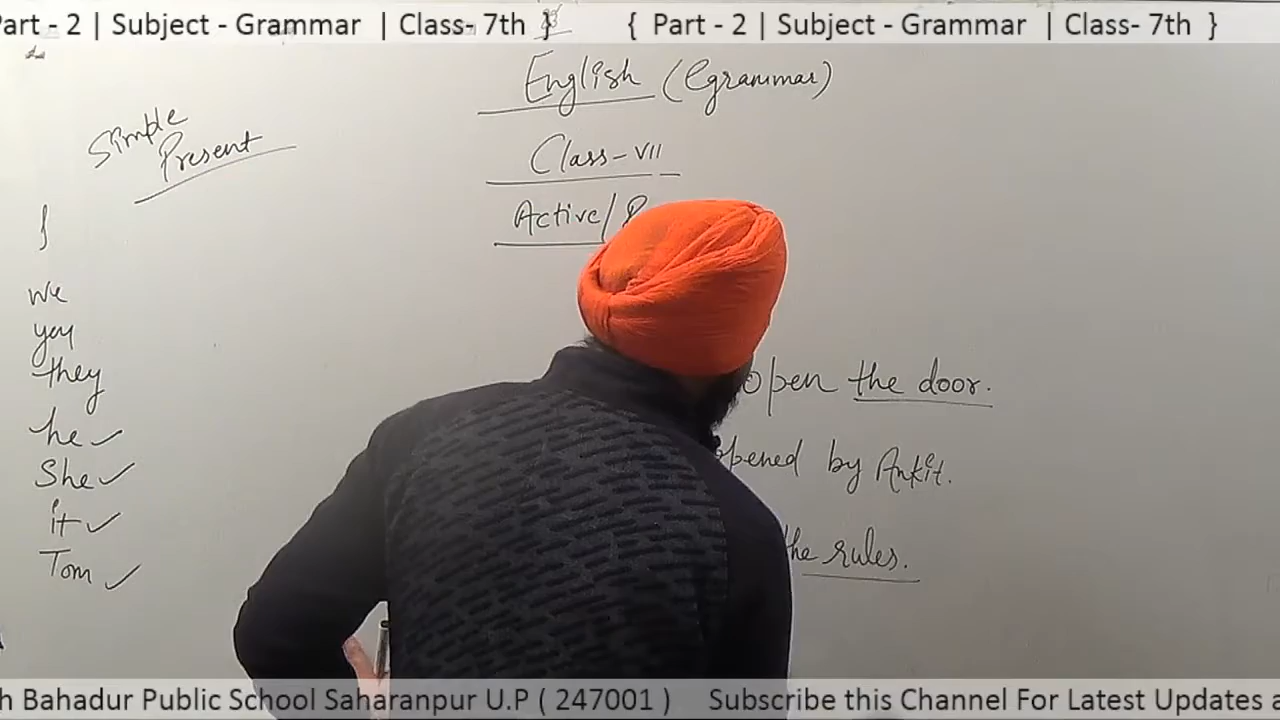 art - 2 | Subject - Grammar | Class- 7th } { Part - 2 | Subject - Grammar | Class- 7th }
English (Grammar)
Class-VII
Active/P
Simple
Present
I
we
you
they
he ✓
She ✓
it ✓
Tom ✓
open the door.
opened by Ankit.
the rules.
h Bahadur Public School Saharanpur U.P ( 247001 ) Subscribe this Channel For Latest Updates a